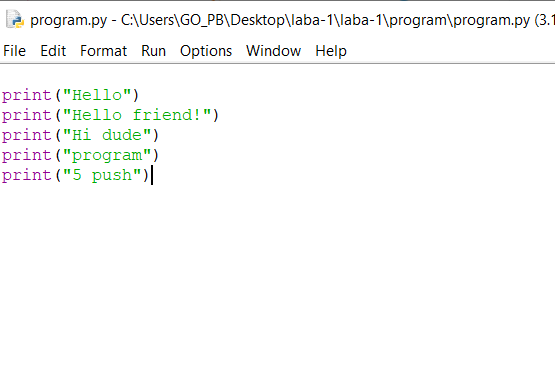 program.py - C:\Users\GO_PB\Desktop\laba-1\laba-1\program\program.py (3.1
File Edit Format Run Options Window Help
print("Hello")
print("Hello friend!")
print("Hi dude")
print("program")
print("5 push")